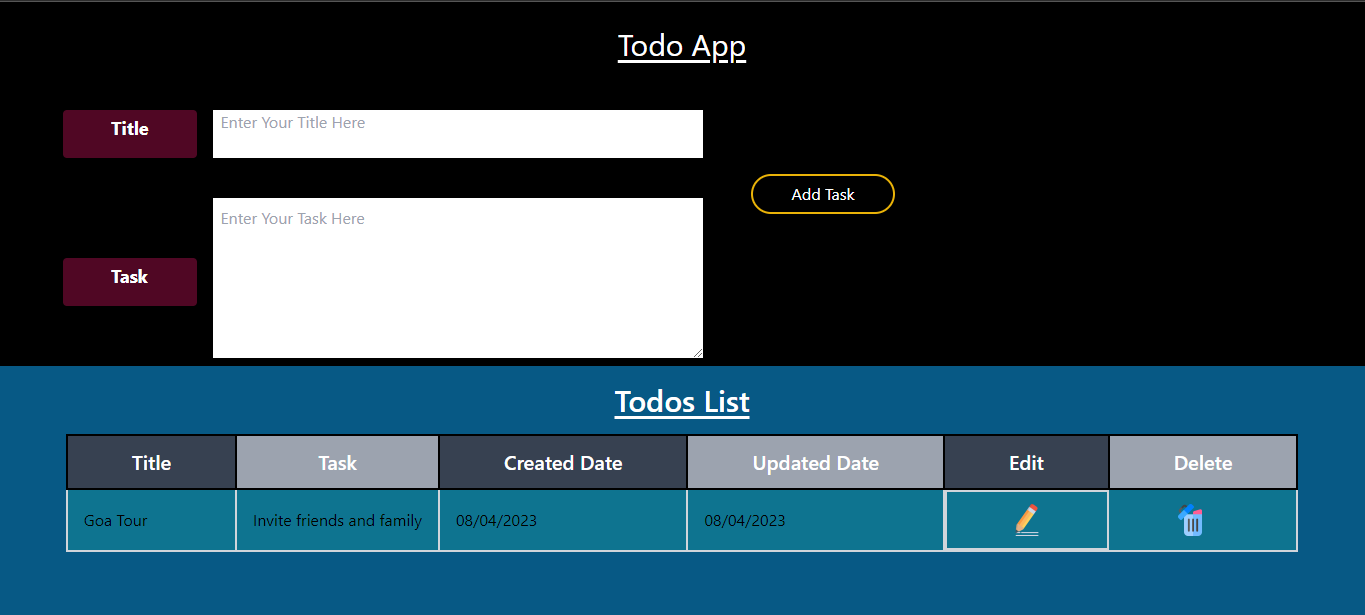 Todo App
Title
Enter Your Title Here
Add Task
Enter Your Task Here
Task
Todos List
Title Task Created Date Updated Date Edit Delete
Goa Tour Invite friends and family 08/04/2023 08/04/2023